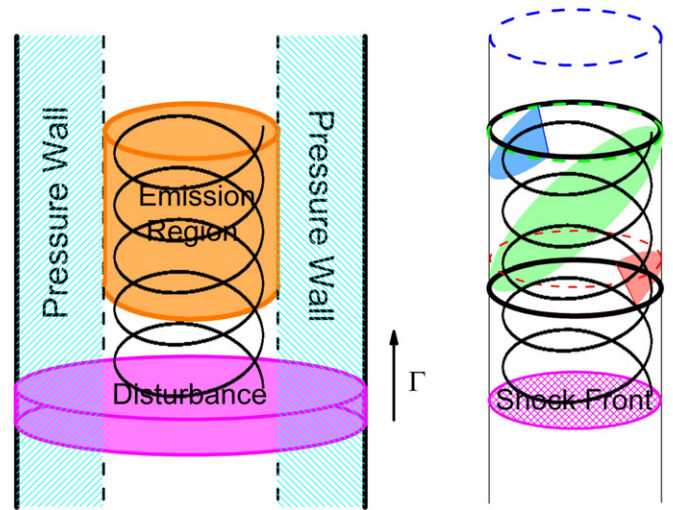 Pressure Wall
Emission
Region
Pressure Wall
Disturbance
Γ
Shock Front